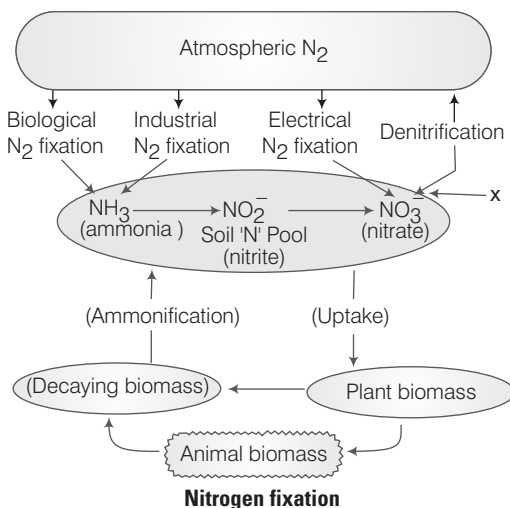 Atmospheric N2
Biological
N2 fixation
Industrial
N2 fixation
Electrical
N2 fixation
Denitrification
x
NH3
(ammonia )
NO2−
Soil 'N' Pool
(nitrite)
NO3−
(nitrate)
(Ammonification)
(Uptake)
(Decaying biomass)
Plant biomass
Animal biomass
Nitrogen fixation